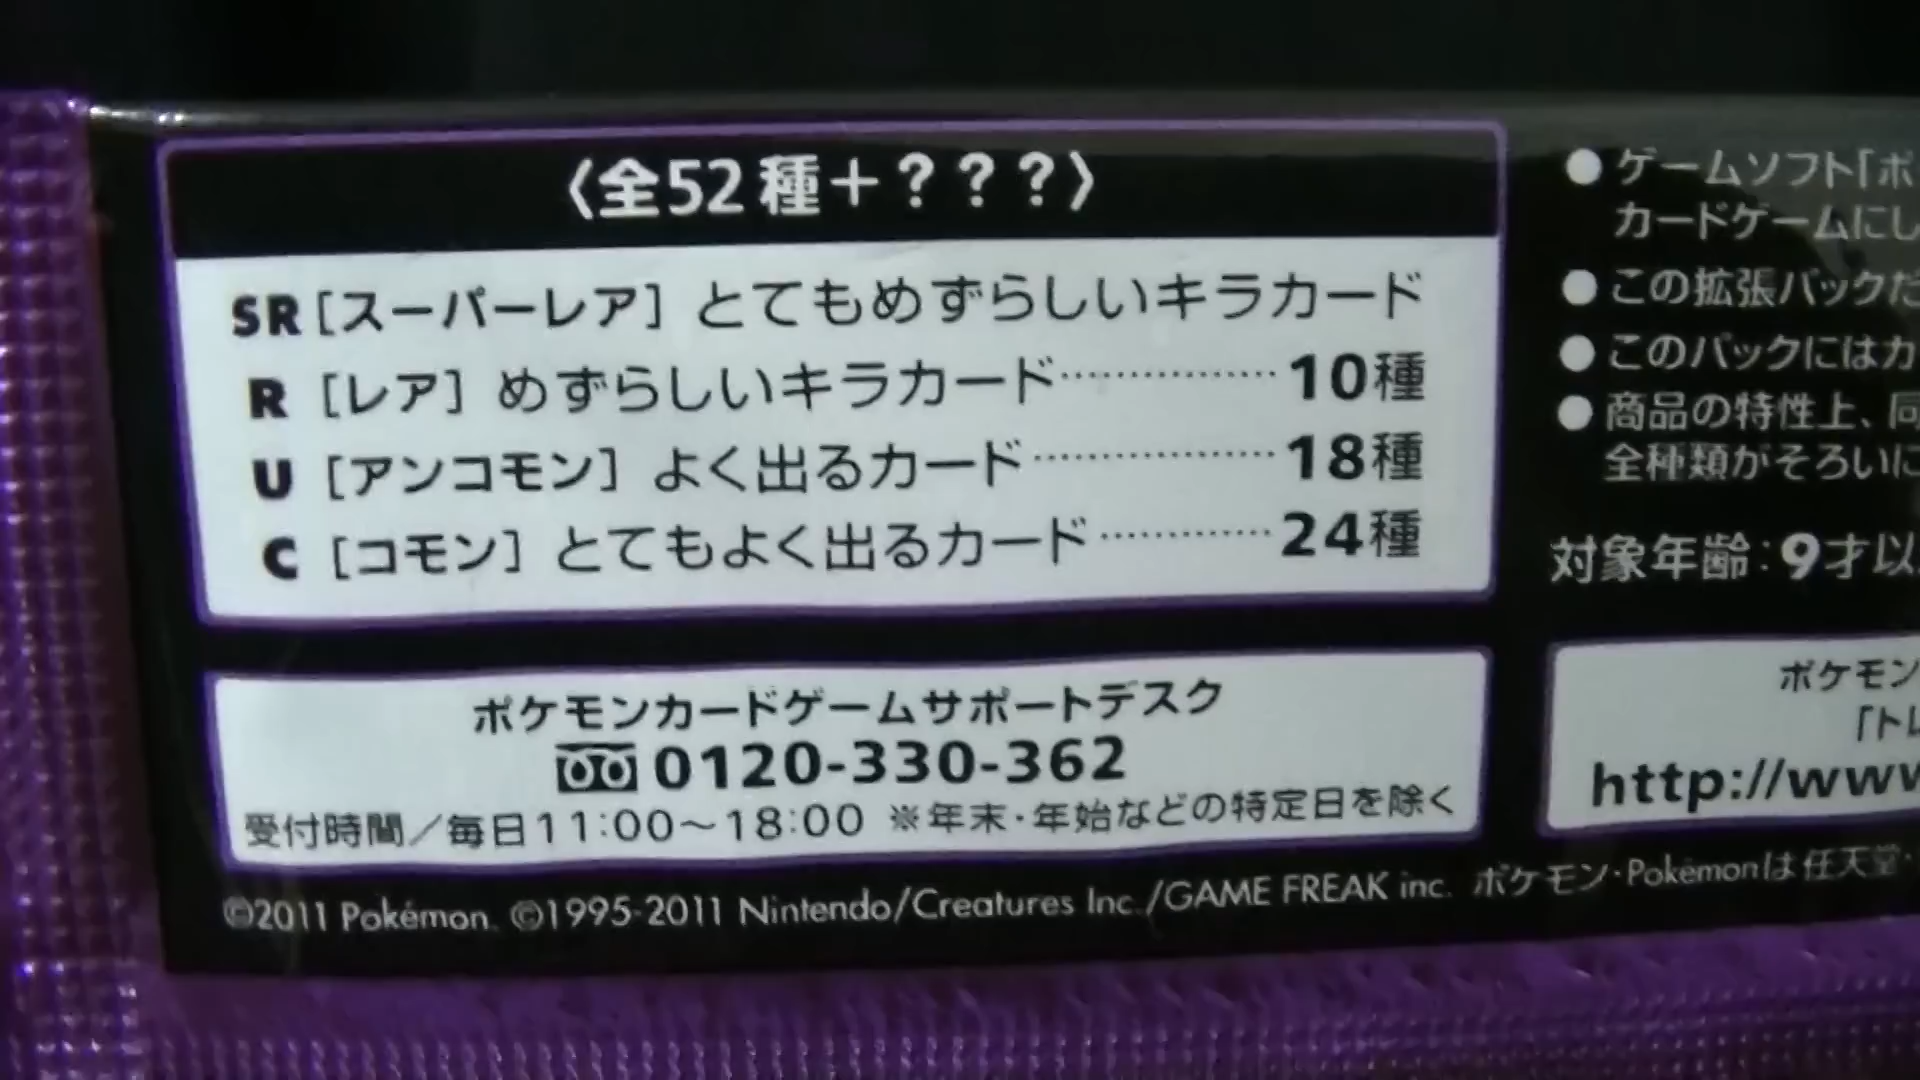 〈全52種＋？？？〉
SR［スーパーレア］とてもめずらしいキラカード
R［レア］めずらしいキラカード……………10種
U［アンコモン］よく出るカード……………18種
C［コモン］とてもよく出るカード…………24種
ポケモンカードゲームサポートデスク
0120-330-362
受付時間／毎日11:00～18:00 ※年末・年始などの特定日を除く
©2011 Pokémon. ©1995-2011 Nintendo/Creatures Inc./GAME FREAK inc. ポケモン・Pokémonは任天堂・
●ゲームソフト「ポ
カードゲームにし
●この拡張パックだ
●このパックにはカ
●商品の特性上、同
全種類がそろいに
対象年齢：9才以
ポケモン
「トレ
http://www